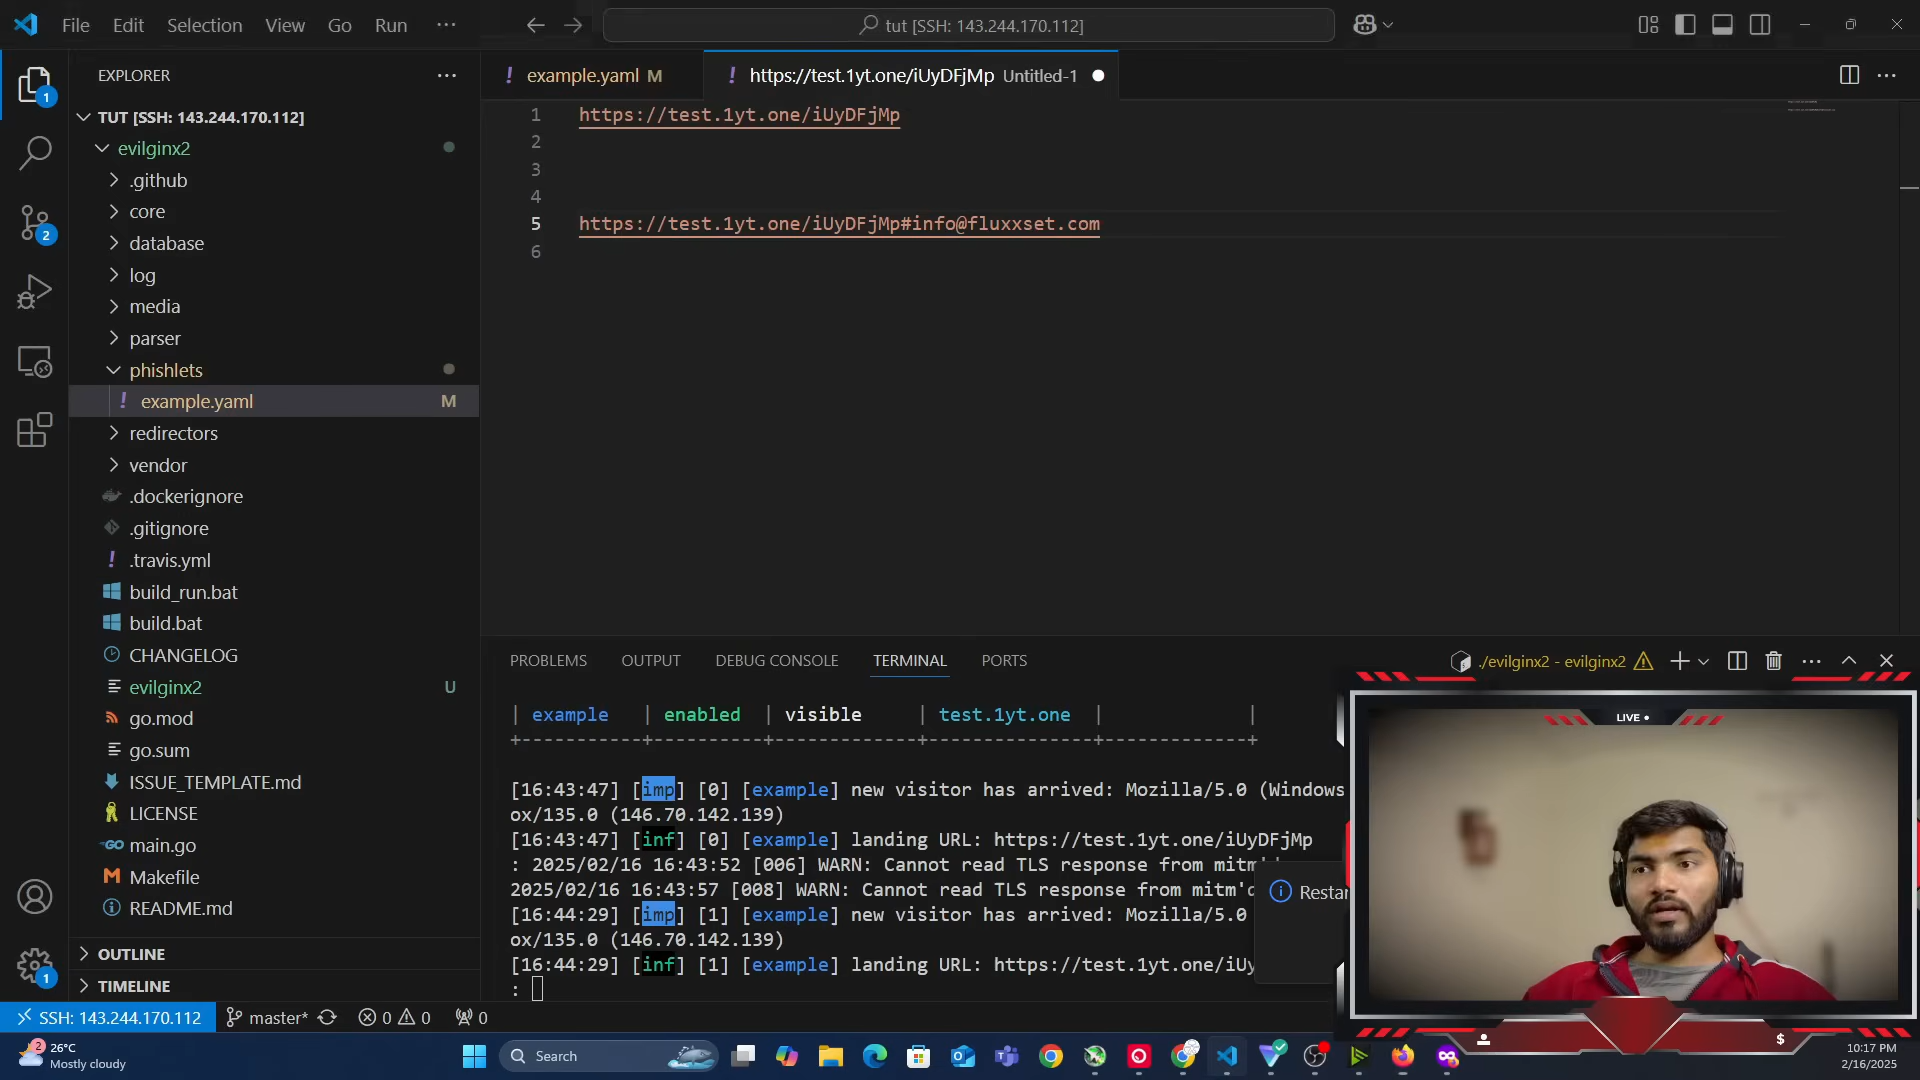 File Edit Selection View Go Run ···
tut [SSH: 143.244.170.112]
EXPLORER ···
TUT [SSH: 143.244.170.112]
evilginx2
.github
core
database
log
media
parser
phishlets
! example.yaml M
redirectors
vendor
.dockerignore
.gitignore
! .travis.yml
build_run.bat
build.bat
CHANGELOG
evilginx2 U
go.mod
go.sum
ISSUE_TEMPLATE.md
LICENSE
main.go
Makefile
README.md
OUTLINE
TIMELINE
1
2
1
! example.yaml M
! https://test.1yt.one/iUyDFjMp Untitled-1
1 https://test.1yt.one/iUyDFjMp
2
3
4
5 https://test.1yt.one/iUyDFjMp#info@fluxxset.com
6
PROBLEMS OUTPUT DEBUG CONSOLE TERMINAL PORTS
./evilginx2 - evilginx2
| example | enabled | visible | test.1yt.one | |
+-----------+----------+------------+---------------+-------------+
[16:43:47] [imp] [0] [example] new visitor has arrived: Mozilla/5.0 (Windows
ox/135.0 (146.70.142.139)
[16:43:47] [inf] [0] [example] landing URL: https://test.1yt.one/iUyDFjMp
: 2025/02/16 16:43:52 [006] WARN: Cannot read TLS response from mitm'd
2025/02/16 16:43:57 [008] WARN: Cannot read TLS response from mitm'd
[16:44:29] [imp] [1] [example] new visitor has arrived: Mozilla/5.0
ox/135.0 (146.70.142.139)
[16:44:29] [inf] [1] [example] landing URL: https://test.1yt.one/iUy
:
Restar
LIVE
$
SSH: 143.244.170.112 master* 0 0 0
2
26°C
Mostly cloudy
Search
10:17 PM
2/16/2025